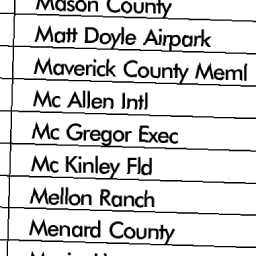 Mason County
Matt Doyle Airpark
Maverick County Meml
Mc Allen Intl
Mc Gregor Exec
Mc Kinley Fld
Mellon Ranch
Menard County